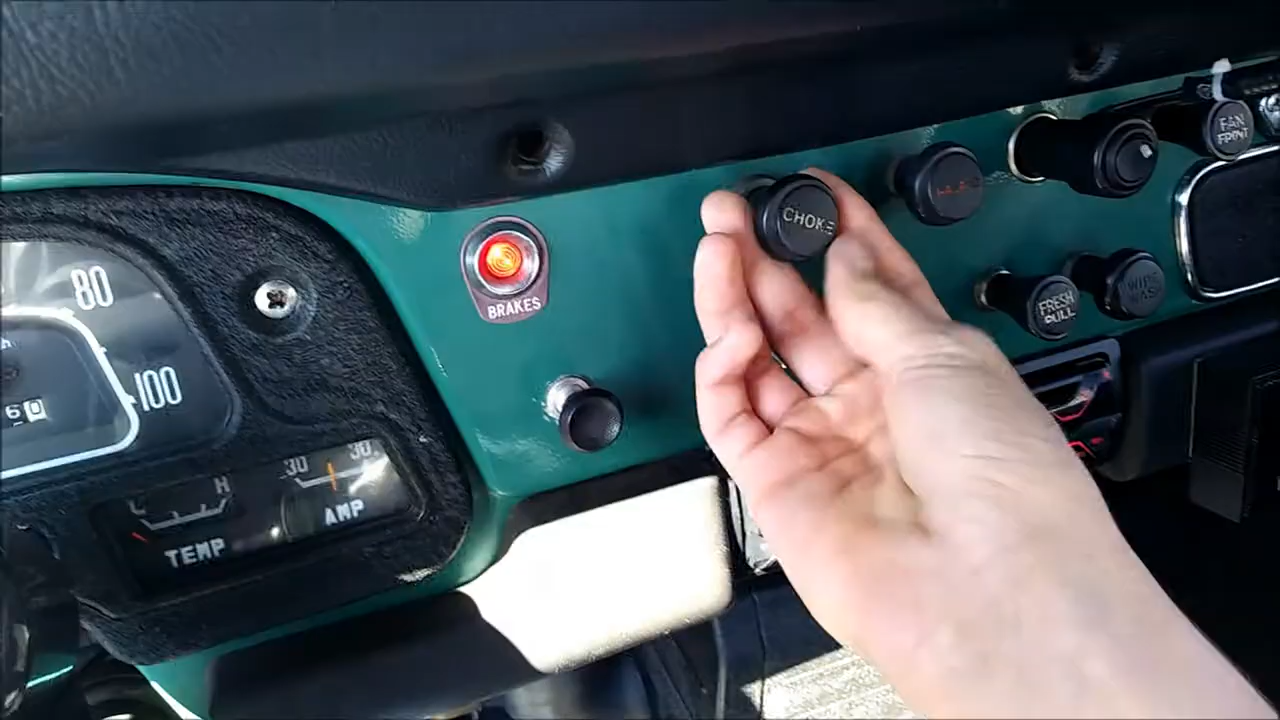 80
100
60
BRAKES
CHOKE
FAN
FRONT
FRESH
PULL
C
H
TEMP
30
30
AMP